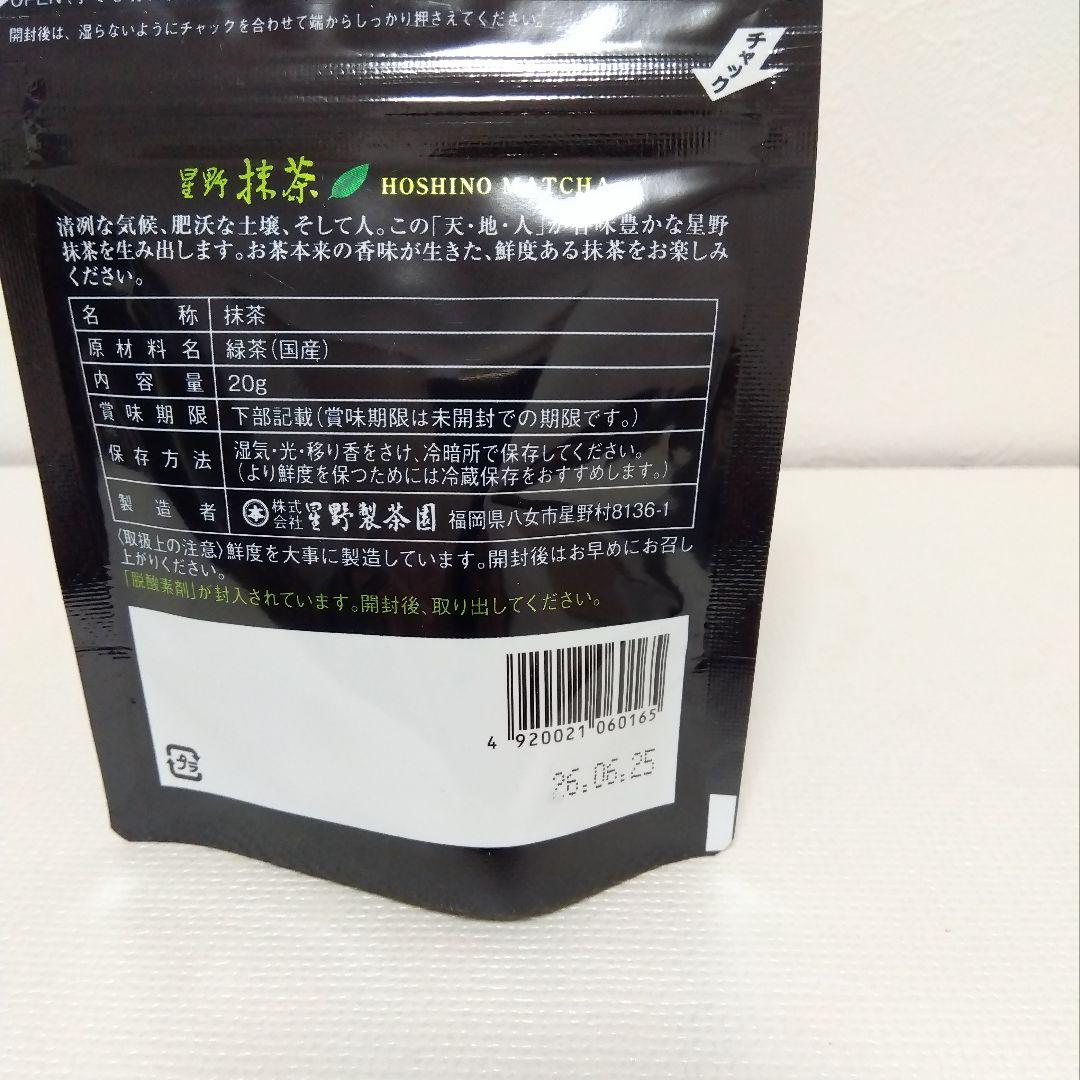 開封後は、湿らないようにチャックを合わせて端からしっかり押さえてください。
チャック
星野 抹茶 HOSHINO MATCHA
清冽な気候、肥沃な土壌、そして人。この「天・地・人」が香味豊かな星野
抹茶を生み出します。お茶本来の香味が生きた、鮮度ある抹茶をお楽しみ
ください。
名称 抹茶
原材料名 緑茶(国産)
内容量 20g
賞味期限 下部記載(賞味期限は未開封での期限です。)
保存方法 湿気・光・移り香をさけ、冷暗所で保存してください。
(より鮮度を保つためには冷蔵保存をおすすめします。)
製造者 本 株式会社 星野製茶園 福岡県八女市星野村8136-1
〈取扱上の注意〉鮮度を大事に製造しています。開封後はお早めにお召し
上がりください。
「脱酸素剤」が封入されています。開封後、取り出してください。
4 920021 060165
プラ
26.06.25